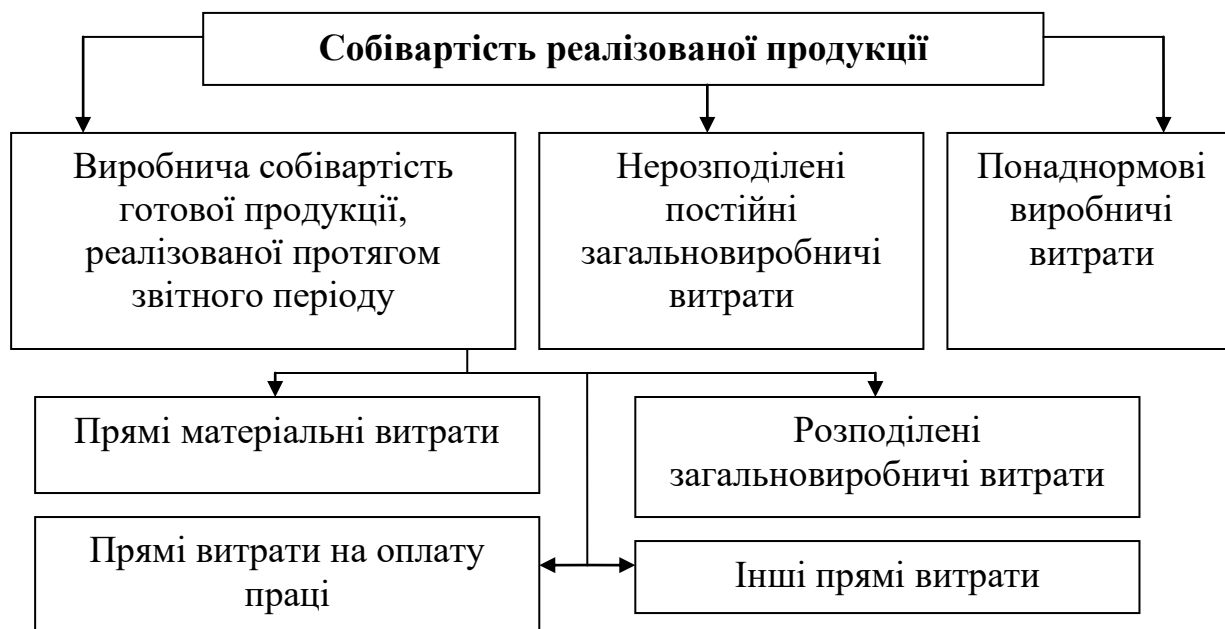 Собівартість реалізованої продукції
Виробнича собівартість
готової продукції,
реалізованої протягом
звітного періоду
Нерозподілені
постійні
загальновиробничі
витрати
Понаднормові
виробничі
витрати
Прямі матеріальні витрати
Розподілені
загальновиробничі витрати
Прямі витрати на оплату
праці
Інші прямі витрати